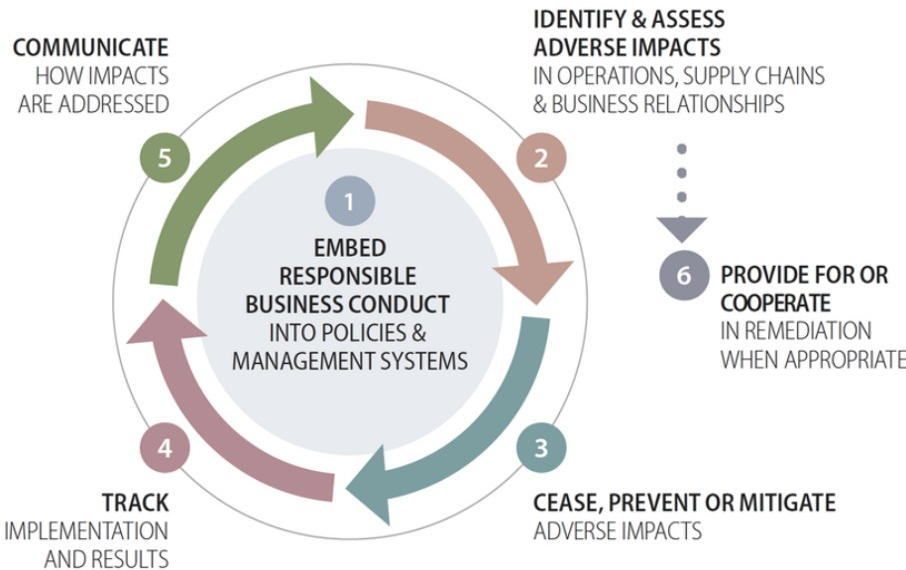 1
EMBED
RESPONSIBLE
BUSINESS CONDUCT
INTO POLICIES &
MANAGEMENT SYSTEMS
2
IDENTIFY & ASSESS
ADVERSE IMPACTS
IN OPERATIONS, SUPPLY CHAINS
& BUSINESS RELATIONSHIPS
3
CEASE, PREVENT OR MITIGATE
ADVERSE IMPACTS
4
TRACK
IMPLEMENTATION
AND RESULTS
5
COMMUNICATE
HOW IMPACTS
ARE ADDRESSED
6
PROVIDE FOR OR
COOPERATE
IN REMEDIATION
WHEN APPROPRIATE